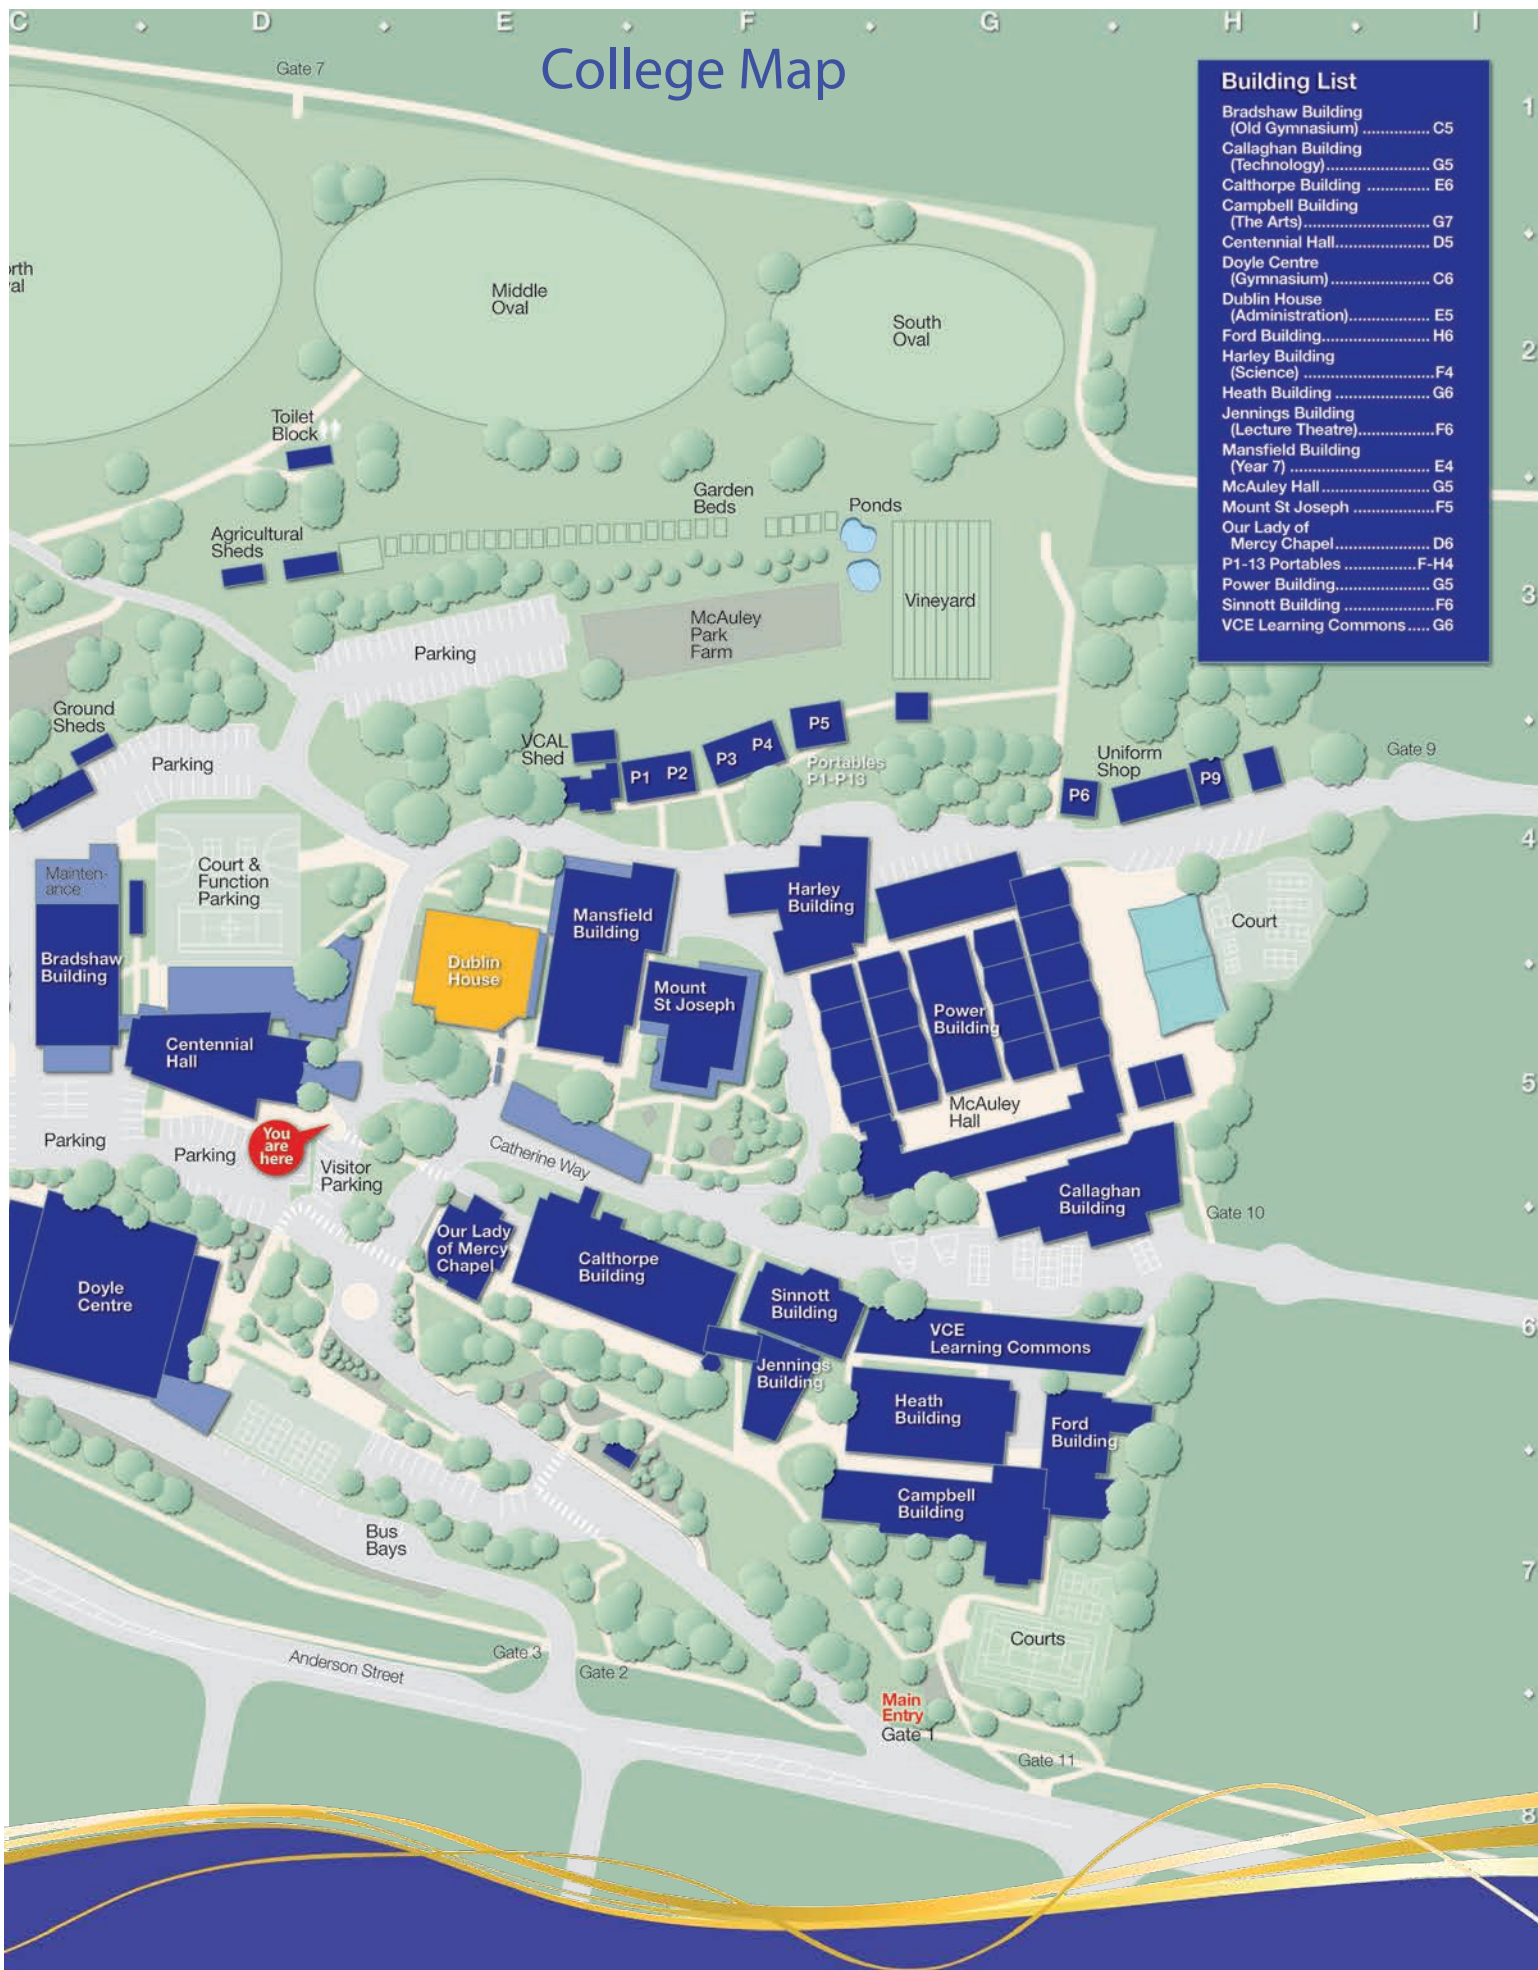 C D E F G H I
College Map
Gate 7
Building List
Bradshaw Building
(Old Gymnasium) ............... C5
Callaghan Building
(Technology)....................... G5
Calthorpe Building .............. E6
Campbell Building
(The Arts)............................ G7
Centennial Hall..................... D5
Doyle Centre
(Gymnasium)...................... C6
Dublin House
(Administration).................. E5
Ford Building........................ H6
Harley Building
(Science) .............................F4
Heath Building ..................... G6
Jennings Building
(Lecture Theatre).................F6
Mansfield Building
(Year 7) ............................... E4
McAuley Hall........................ G5
Mount St Joseph ...................F5
Our Lady of
Mercy Chapel..................... D6
P1-13 Portables ................F-H4
Power Building..................... G5
Sinnott Building ....................F6
VCE Learning Commons..... G6
1
2
3
4
5
6
7
8
Middle
Oval
South
Oval
Toilet
Block
Garden
Beds
Ponds
Agricultural
Sheds
Vineyard
McAuley
Park
Farm
Parking
Ground
Sheds
Parking
VCAL
Shed
P1
P2
P3
P4
P5
Portables
P1-P13
Uniform
Shop
P6
P9
Gate 9
Mainten-
ance
Court &
Function
Parking
Harley
Building
Mansfield
Building
Court
Bradshaw
Building
Dublin
House
Mount
St Joseph
Power
Building
Centennial
Hall
McAuley
Hall
Parking
Parking
You
are
here
Visitor
Parking
Catherine Way
Callaghan
Building
Gate 10
Our Lady
of Mercy
Chapel
Calthorpe
Building
Doyle
Centre
Sinnott
Building
VCE
Learning Commons
Jennings
Building
Heath
Building
Ford
Building
Campbell
Building
Bus
Bays
Courts
Gate 3
Gate 2
Anderson Street
Main
Entry
Gate 1
Gate 11